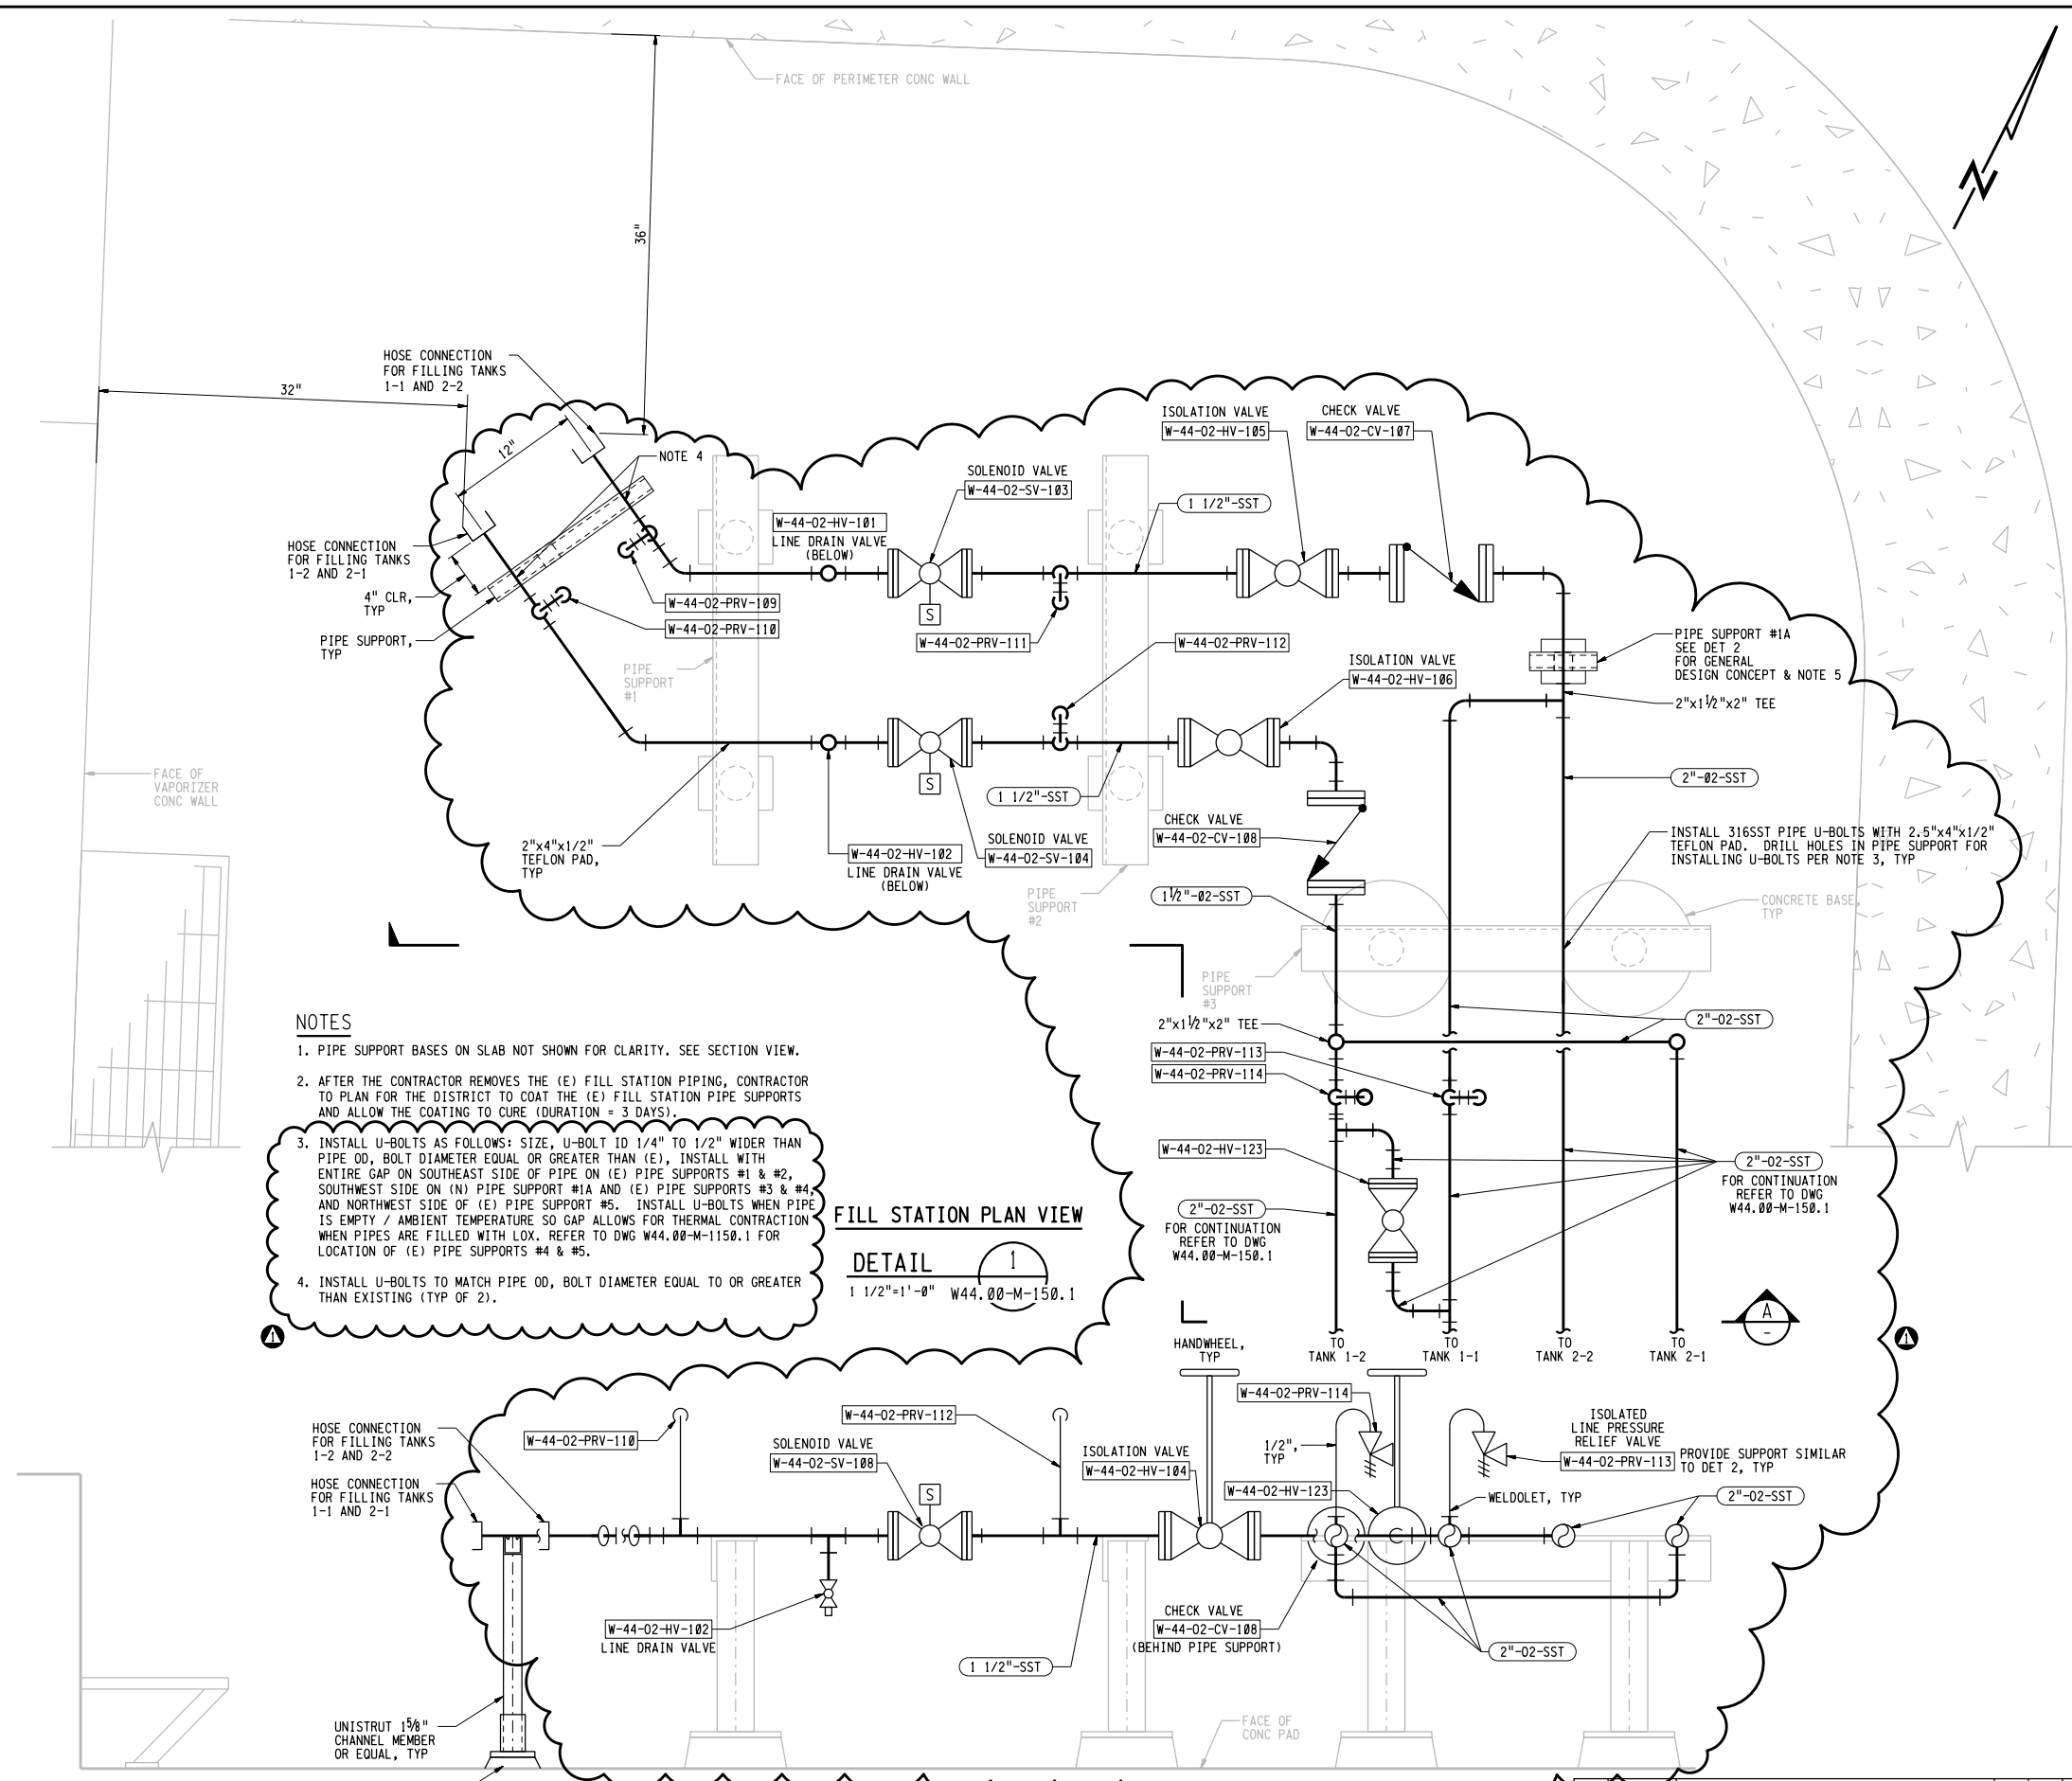 FACE OF PERIMETER CONC WALL
36"
N
HOSE CONNECTION
FOR FILLING TANKS
1-1 AND 2-2
32"
12"
NOTE 4
ISOLATION VALVE
W-44-02-HV-105
CHECK VALVE
W-44-02-CV-107
SOLENOID VALVE
W-44-02-SV-103
1 1/2"-SST
W-44-02-HV-101
LINE DRAIN VALVE
(BELOW)
HOSE CONNECTION
FOR FILLING TANKS
1-2 AND 2-1
4" CLR,
TYP
PIPE SUPPORT,
TYP
W-44-02-PRV-109
W-44-02-PRV-110
S
W-44-02-PRV-111
W-44-02-PRV-112
PIPE
SUPPORT
#1
ISOLATION VALVE
W-44-02-HV-106
PIPE SUPPORT #1A
SEE DET 2
FOR GENERAL
DESIGN CONCEPT & NOTE 5
2"x1½"x2" TEE
FACE OF
VAPORIZER
CONC WALL
S
2"-02-SST
1 1/2"-SST
CHECK VALVE
W-44-02-CV-108
2"x4"x1/2"
TEFLON PAD,
TYP
W-44-02-HV-102
LINE DRAIN VALVE
(BELOW)
SOLENOID VALVE
W-44-02-SV-104
INSTALL 316SST PIPE U-BOLTS WITH 2.5"x4"x1/2"
TEFLON PAD. DRILL HOLES IN PIPE SUPPORT FOR
INSTALLING U-BOLTS PER NOTE 3, TYP
PIPE
SUPPORT
#2
1½"-02-SST
CONCRETE BASE,
TYP
PIPE
SUPPORT
#3
2"x1½"x2" TEE
2"-02-SST
W-44-02-PRV-113
W-44-02-PRV-114
W-44-02-HV-123
2"-02-SST
FOR CONTINUATION
REFER TO DWG
W44.00-M-150.1
2"-02-SST
FOR CONTINUATION
REFER TO DWG
W44.00-M-150.1
NOTES
1. PIPE SUPPORT BASES ON SLAB NOT SHOWN FOR CLARITY. SEE SECTION VIEW.
2. AFTER THE CONTRACTOR REMOVES THE (E) FILL STATION PIPING, CONTRACTOR
TO PLAN FOR THE DISTRICT TO COAT THE (E) FILL STATION PIPE SUPPORTS
AND ALLOW THE COATING TO CURE (DURATION = 3 DAYS).
3. INSTALL U-BOLTS AS FOLLOWS: SIZE, U-BOLT ID 1/4" TO 1/2" WIDER THAN
PIPE OD, BOLT DIAMETER EQUAL OR GREATER THAN (E), INSTALL WITH
ENTIRE GAP ON SOUTHEAST SIDE OF PIPE ON (E) PIPE SUPPORTS #1 & #2,
SOUTHWEST SIDE ON (N) PIPE SUPPORT #1A AND (E) PIPE SUPPORTS #3 & #4,
AND NORTHWEST SIDE OF (E) PIPE SUPPORT #5. INSTALL U-BOLTS WHEN PIPE
IS EMPTY / AMBIENT TEMPERATURE SO GAP ALLOWS FOR THERMAL CONTRACTION
WHEN PIPES ARE FILLED WITH LOX. REFER TO DWG W44.00-M-1150.1 FOR
LOCATION OF (E) PIPE SUPPORTS #4 & #5.
4. INSTALL U-BOLTS TO MATCH PIPE OD, BOLT DIAMETER EQUAL TO OR GREATER
THAN EXISTING (TYP OF 2).
1
FILL STATION PLAN VIEW
DETAIL
1
1 1/2"=1'-0"
W44.00-M-150.1
TO
TANK 1-2
TO
TANK 1-1
TO
TANK 2-2
TO
TANK 2-1
A
-
1
HANDWHEEL,
TYP
W-44-02-PRV-114
HOSE CONNECTION
FOR FILLING TANKS
1-2 AND 2-2
HOSE CONNECTION
FOR FILLING TANKS
1-1 AND 2-1
W-44-02-PRV-110
W-44-02-PRV-112
SOLENOID VALVE
W-44-02-SV-108
S
ISOLATION VALVE
W-44-02-HV-104
1/2",
TYP
W-44-02-HV-123
ISOLATED
LINE PRESSURE
RELIEF VALVE
W-44-02-PRV-113
PROVIDE SUPPORT SIMILAR
TO DET 2, TYP
WELDOLET, TYP
2"-02-SST
W-44-02-HV-102
LINE DRAIN VALVE
1 1/2"-SST
CHECK VALVE
W-44-02-CV-108
(BEHIND PIPE SUPPORT)
2"-02-SST
UNISTRUT 1⅝"
CHANNEL MEMBER
OR EQUAL, TYP
FACE OF
CONC PAD